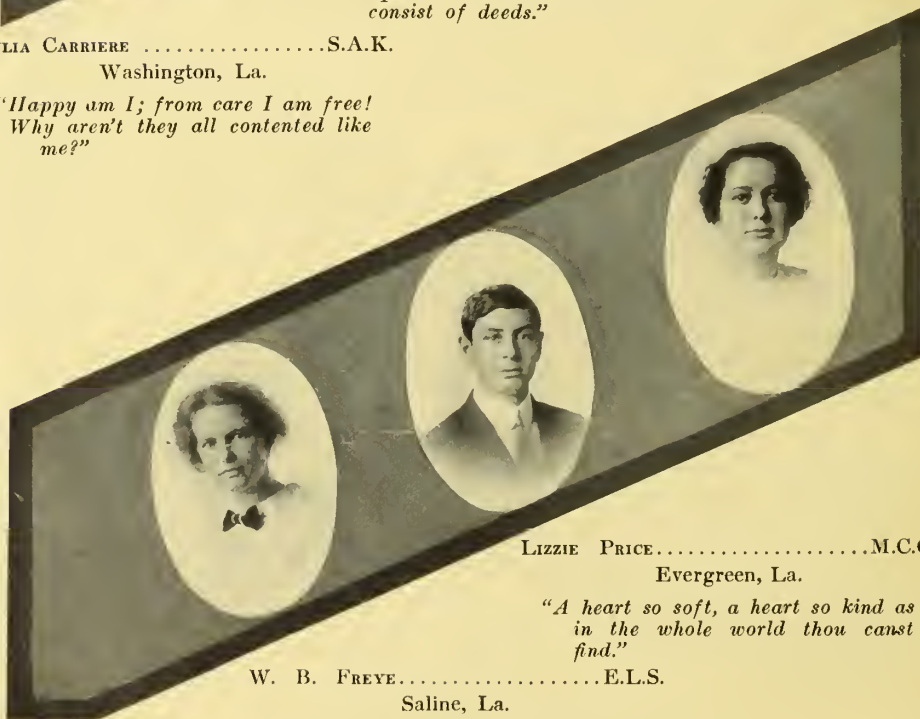 consist of deeds."
LIA CARRIERE .................S.A.K.
Washington, La.
"Happy am I; from care I am free!
Why aren't they all contented like
me?"
LIZZIE PRICE....................M.C.
Evergreen, La.
"A heart so soft, a heart so kind as
in the whole world thou canst
find."
W. B. FREYE...................E.L.S.
Saline, La.